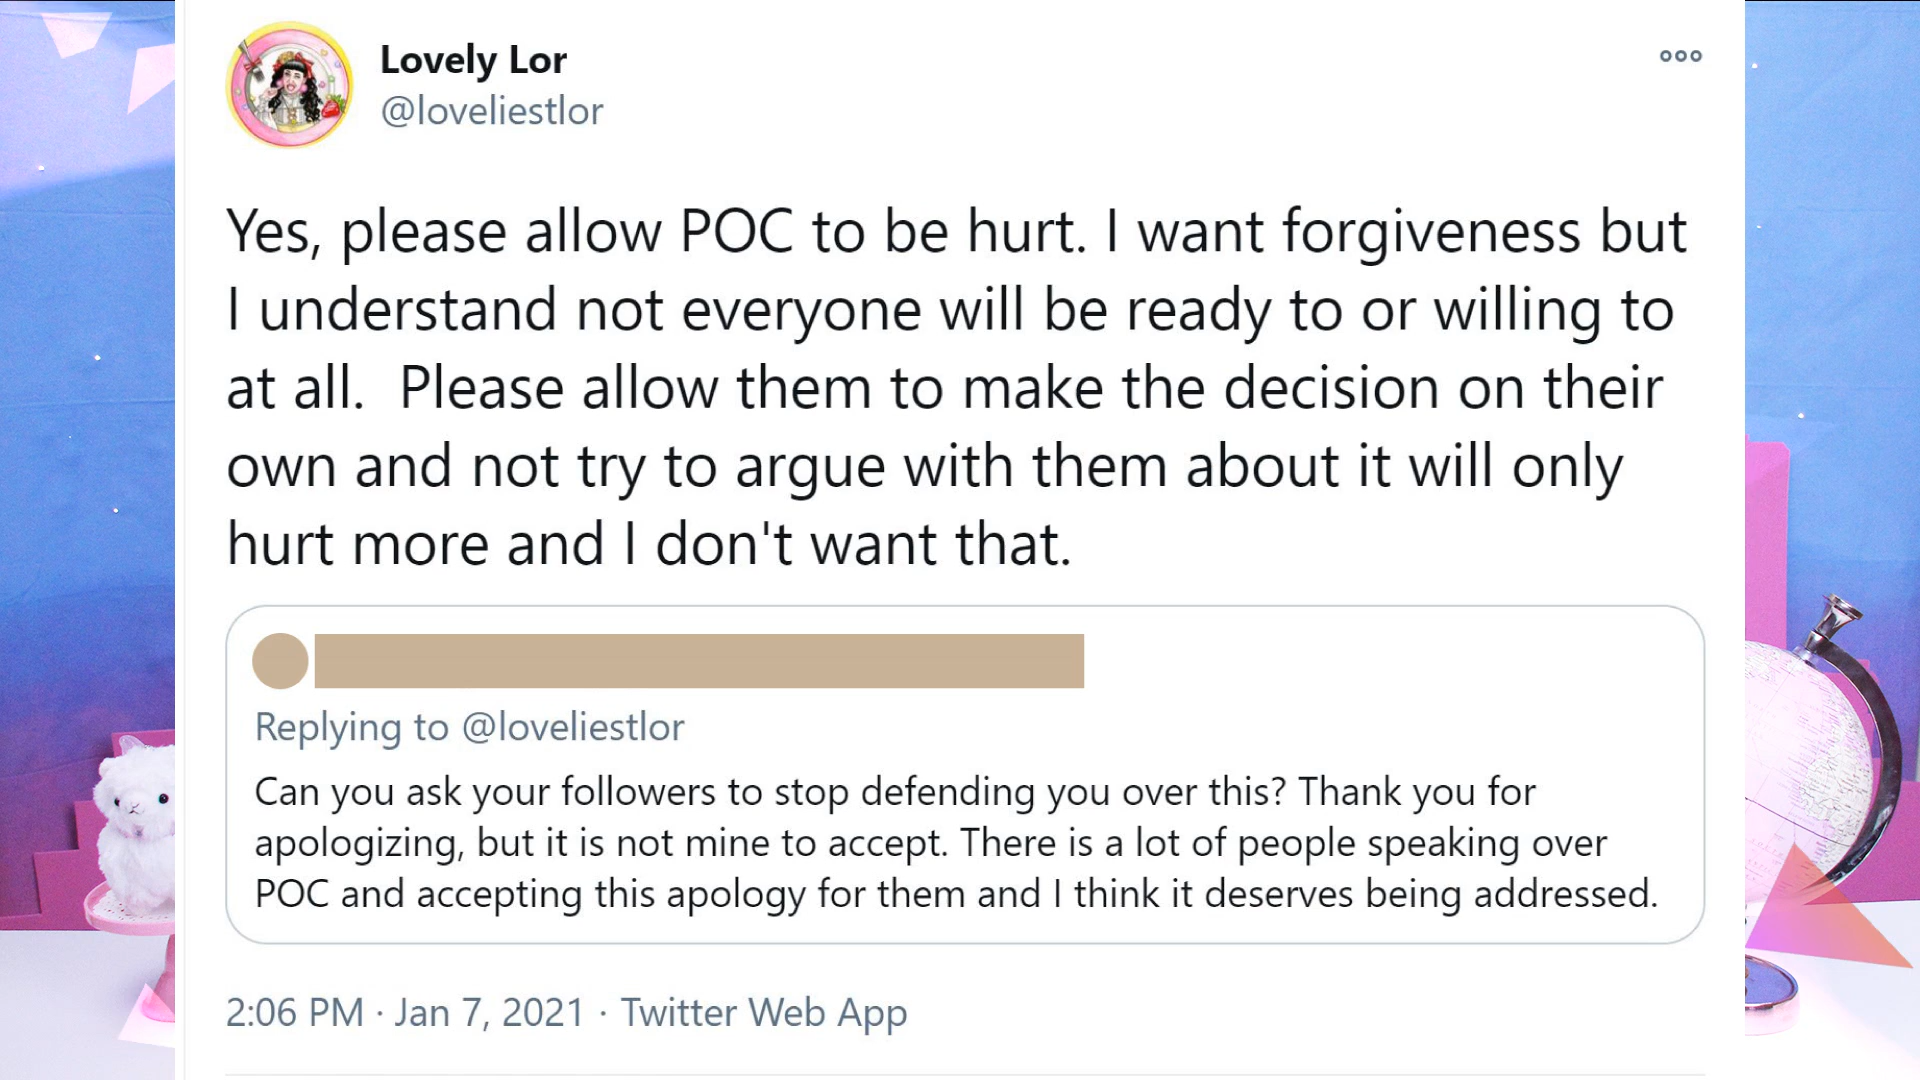 Lovely Lor
@loveliestlor
Yes, please allow POC to be hurt. I want forgiveness but
I understand not everyone will be ready to or willing to
at all.  Please allow them to make the decision on their
own and not try to argue with them about it will only
hurt more and I don't want that.
Replying to @loveliestlor
Can you ask your followers to stop defending you over this? Thank you for
apologizing, but it is not mine to accept. There is a lot of people speaking over
POC and accepting this apology for them and I think it deserves being addressed.
2:06 PM · Jan 7, 2021 · Twitter Web App